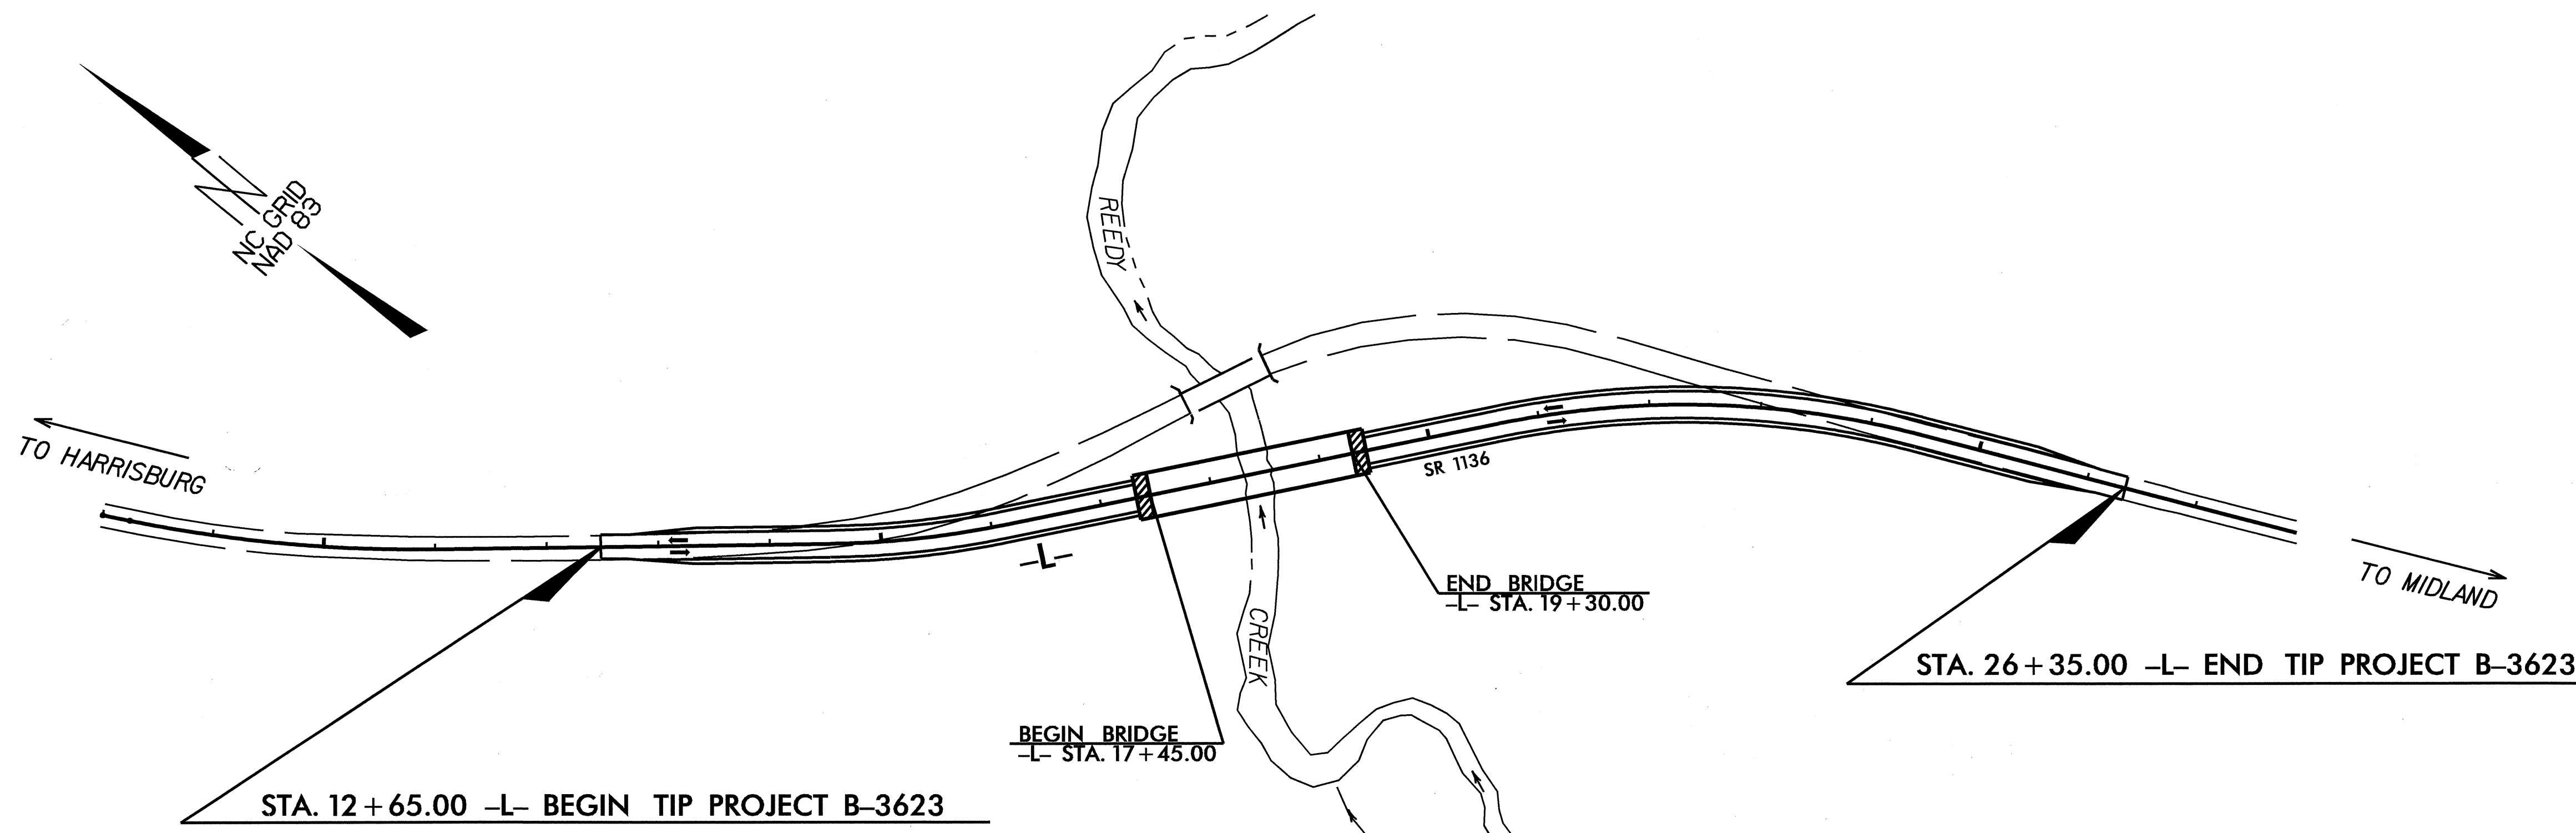 N
NC GRID
NAD 83
REEDY
TO HARRISBURG
SR 1136
-L-
END BRIDGE
-L- STA. 19+30.00
TO MIDLAND
CREEK
STA. 26+35.00 -L- END TIP PROJECT B-3623
BEGIN BRIDGE
-L- STA. 17+45.00
STA. 12+65.00 -L- BEGIN TIP PROJECT B-3623